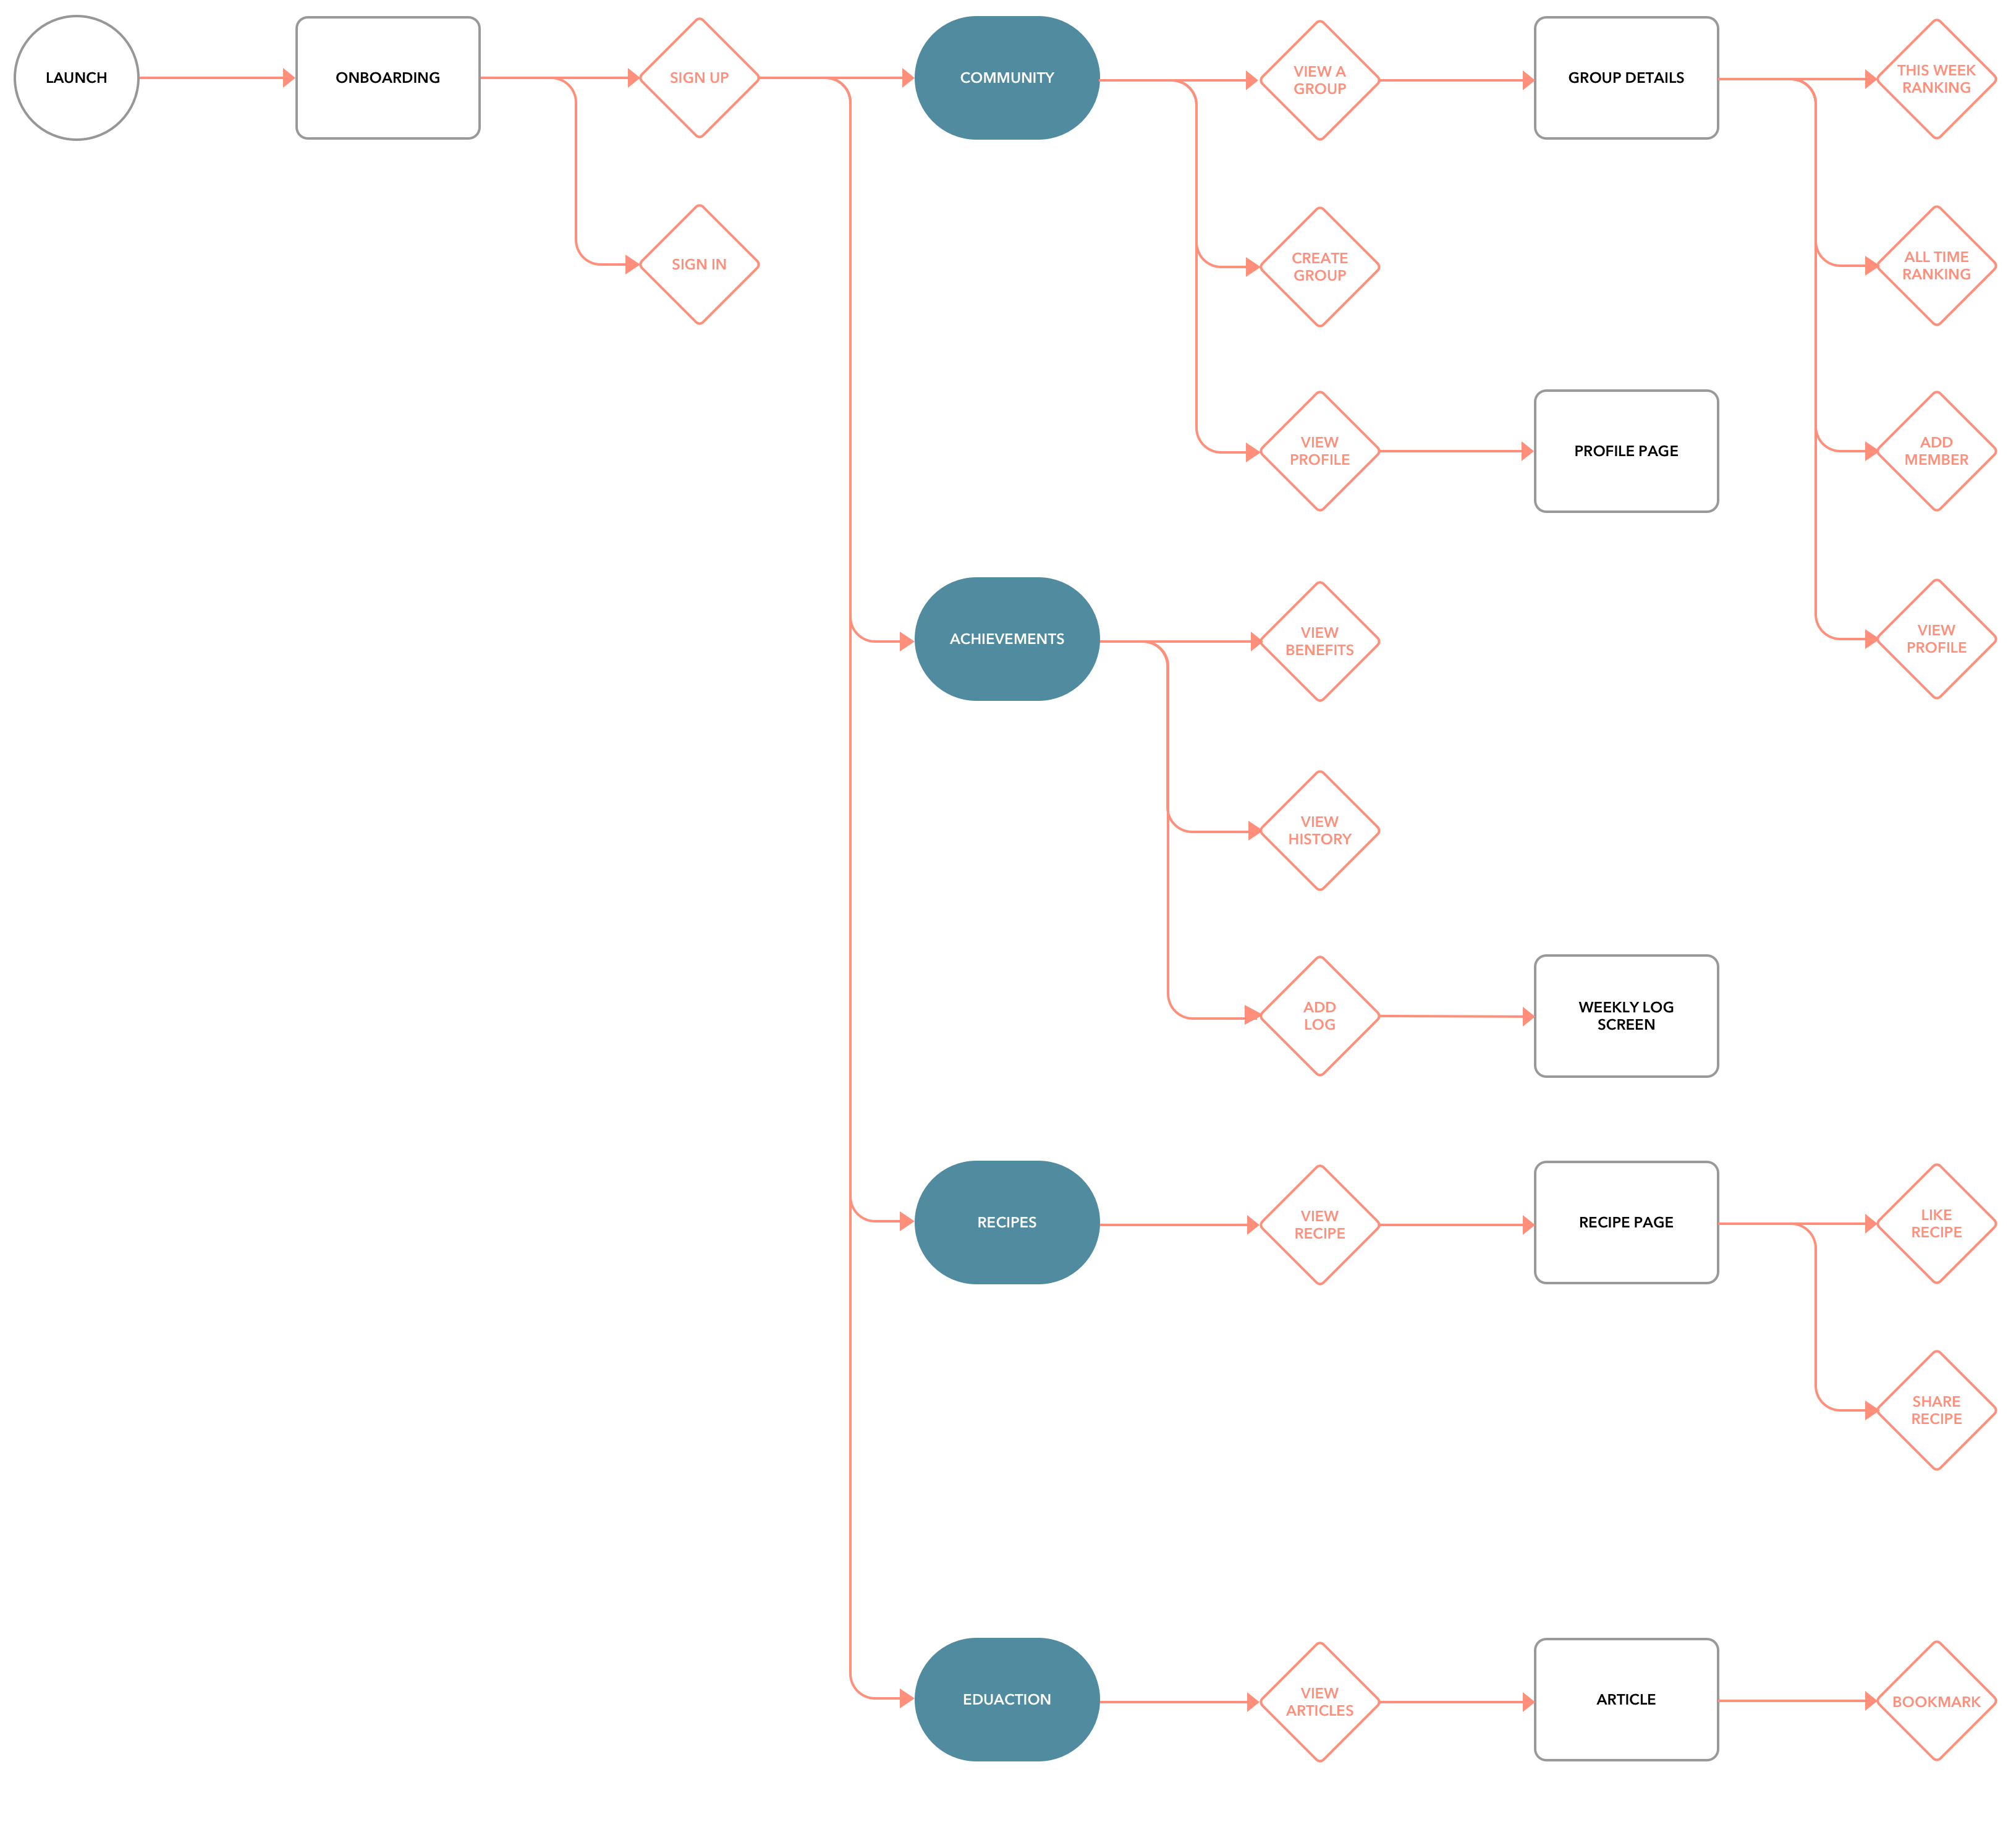 LAUNCH
ONBOARDING
SIGN UP
COMMUNITY
VIEW A
GROUP
GROUP DETAILS
THIS WEEK
RANKING
SIGN IN
CREATE
GROUP
ALL TIME
RANKING
VIEW
PROFILE
PROFILE PAGE
ADD
MEMBER
ACHIEVEMENTS
VIEW
BENEFITS
VIEW
PROFILE
VIEW
HISTORY
ADD
LOG
WEEKLY LOG
SCREEN
RECIPES
VIEW
RECIPE
RECIPE PAGE
LIKE
RECIPE
SHARE
RECIPE
EDUACTION
VIEW
ARTICLES
ARTICLE
BOOKMARK